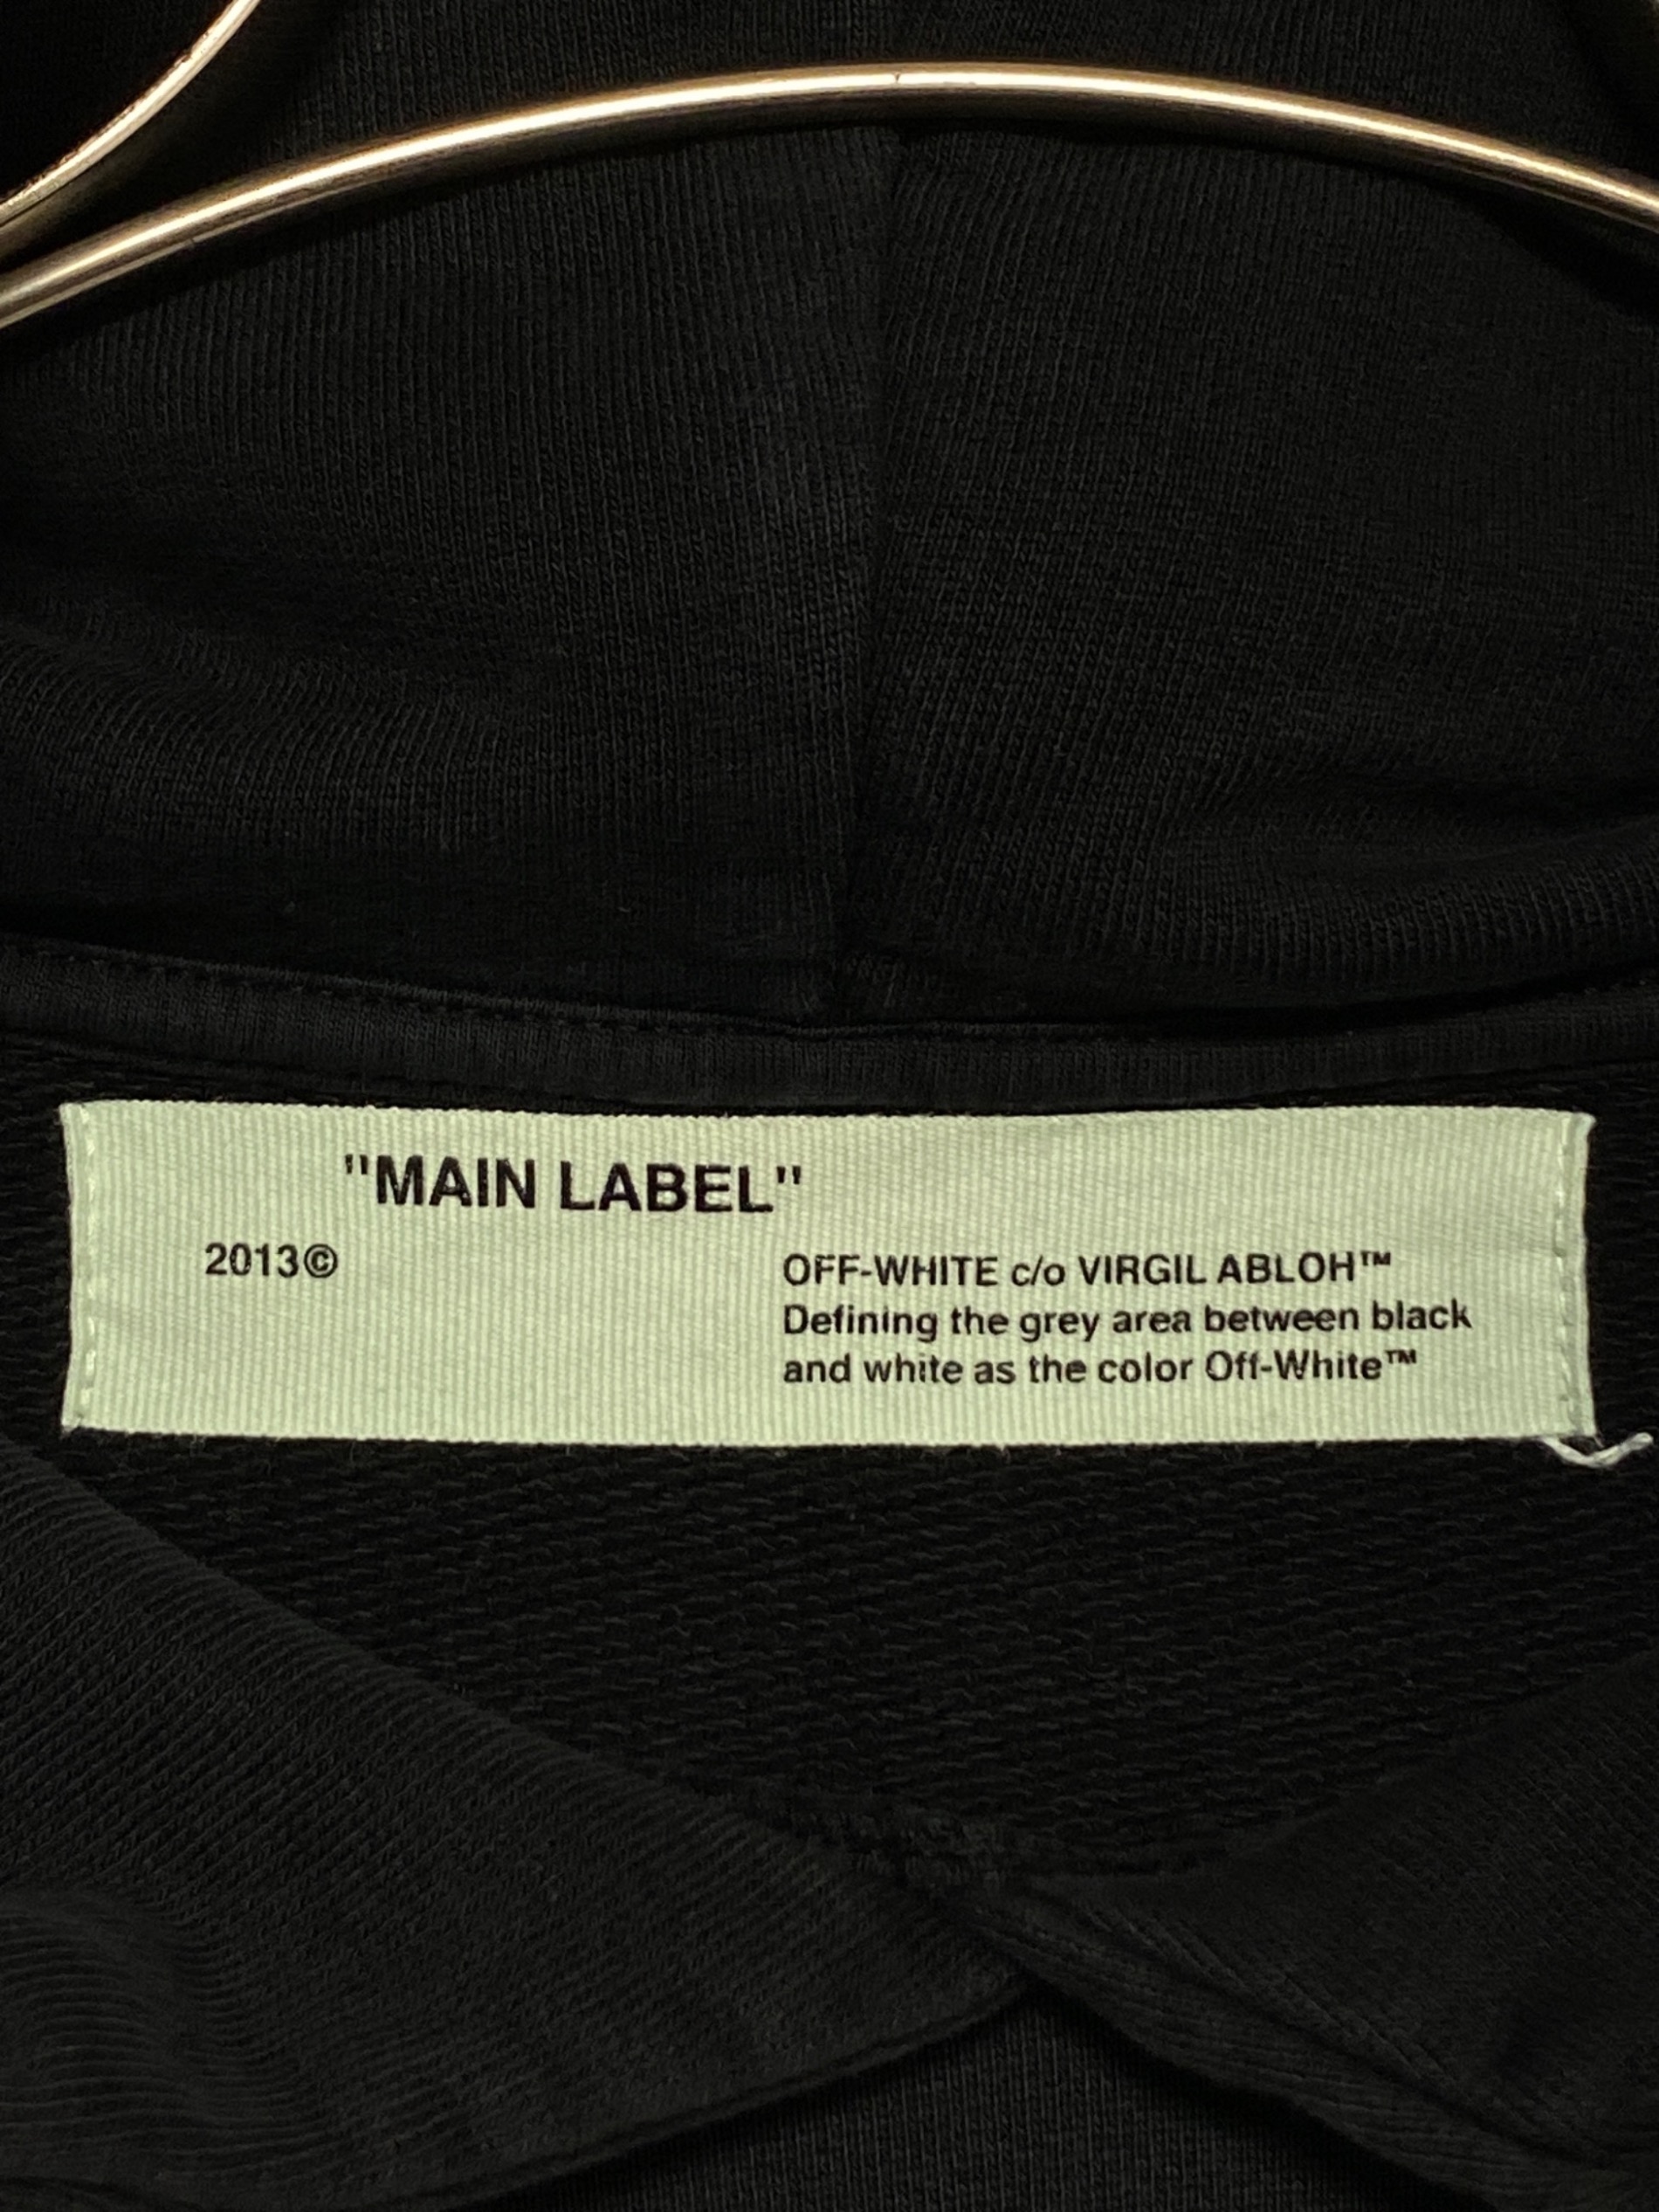 "MAIN LABEL"
2013©
OFF-WHITE c/o VIRGIL ABLOH™
Defining the grey area between black
and white as the color Off-White™